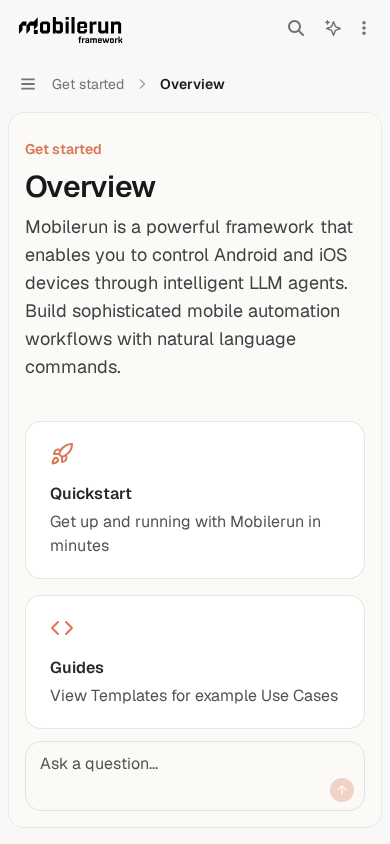 mobilerun
framework
Get started
Overview
Get started
Overview
Mobilerun is a powerful framework that
enables you to control Android and iOS
devices through intelligent LLM agents.
Build sophisticated mobile automation
workflows with natural language
commands.
Quickstart
Get up and running with Mobilerun in
minutes
Guides
View Templates for example Use Cases
Ask a question...